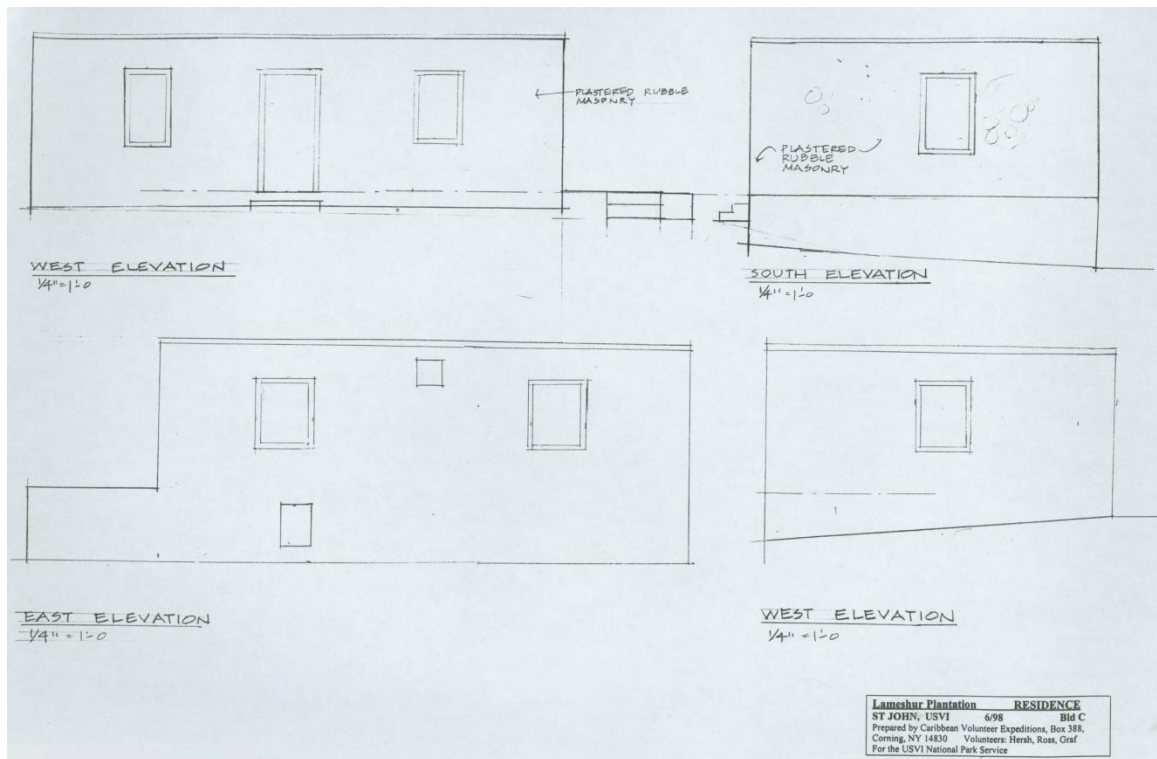 PLASTERED RUBBLE
MASONRY
PLASTERED
RUBBLE
MASONRY
WEST ELEVATION
1/4"=1'-0
SOUTH ELEVATION
1/4"=1'-0
EAST ELEVATION
1/4"=1'-0
WEST ELEVATION
1/4"=1'-0
Lameshur Plantation RESIDENCE
ST JOHN, USVI 6/98 Bld C
Prepared by Caribbean Volunteer Expeditions, Box 388,
Corning, NY 14830 Volunteers: Hersh, Ross, Graf
For the USVI National Park Service